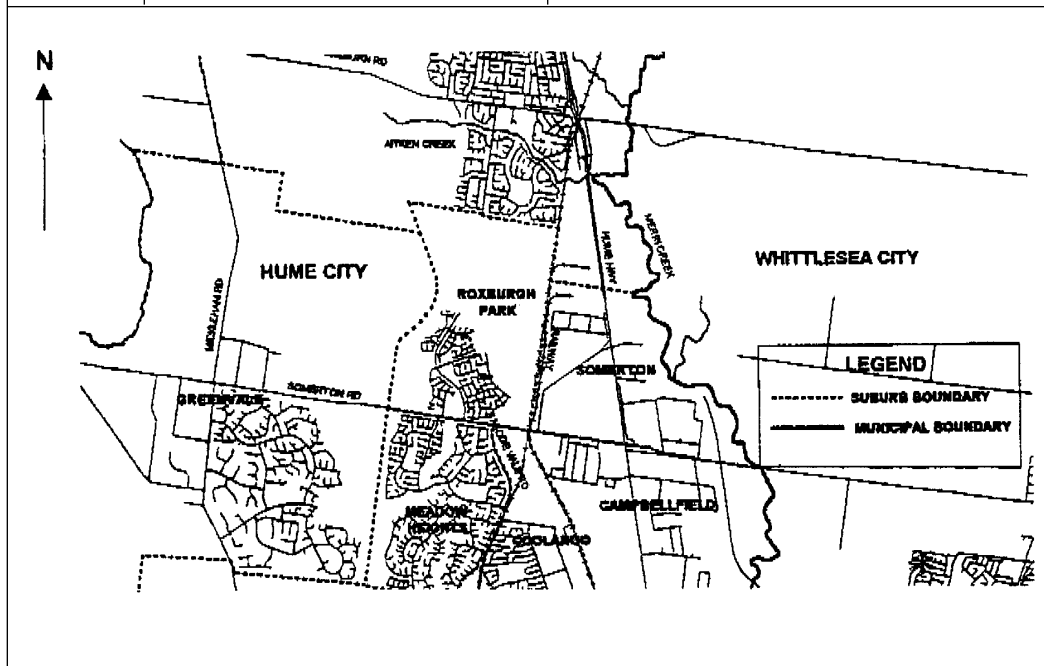 N
AITKEN CREEK
HUME CITY
MERRI CREEK
HUME HWY
WHITTLESEA CITY
MICKLEHAM RD
ROXBURGH
PARK
RAILWAY
SOMERTON
LEGEND
SUBURB BOUNDARY
MUNICIPAL BOUNDARY
SOMERTON RD
GREENVALE
MEADOW
HEIGHTS
COOLAROO
CAMPBELLFIELD